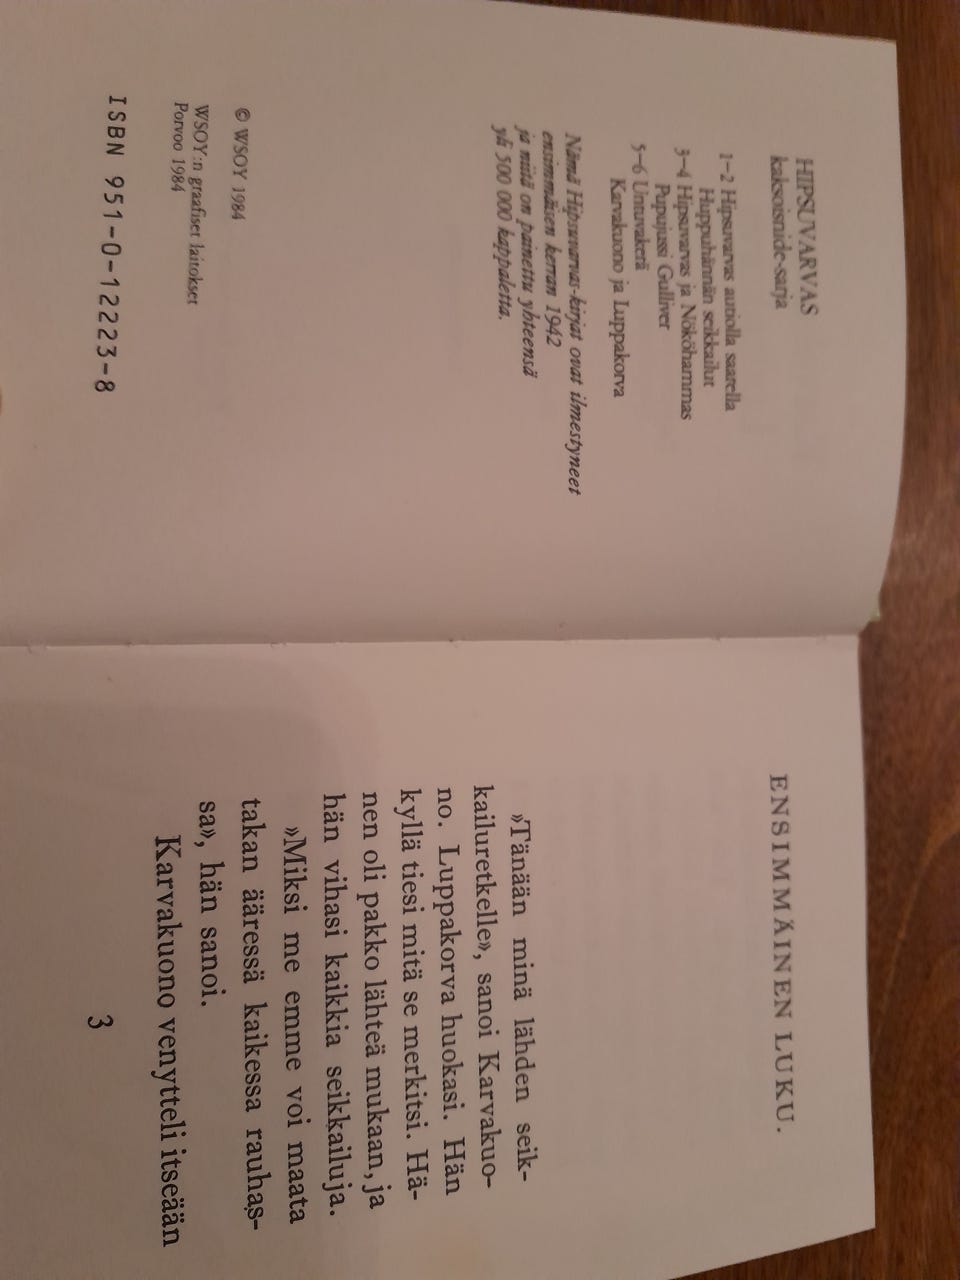 HIPSUVARVAS
kaksoisnide-sarja
1–2 Hipsuvarvas autiolla saarella
Huppuhännän seikkailut
3–4 Hipsuvarvas ja Nököhammas
Pupujussi Gulliver
5–6 Untuvakerä
Karvakuono ja Luppakorva
Nämä Hipsuvarvas-kirjat ovat ilmestyneet
ensimmäisen kerran 1942
ja niitä on painettu yhteensä
yli 500 000 kappaletta.
© WSOY 1984
WSOY:n graafiset laitokset
Porvoo 1984
ISBN 951-0-12223-8
ENSIMMÄINEN LUKU.
»Tänään minä lähden seik-
kailuretkelle», sanoi Karvakuo-
no. Luppakorva huokasi. Hän
kyllä tiesi mitä se merkitsi. Hä-
nen oli pakko lähteä mukaan, ja
hän vihasi kaikkia seikkailuja.
»Miksi me emme voi maata
takan ääressä kaikessa rauhas-
sa», hän sanoi.
Karvakuono venytteli itseään
3